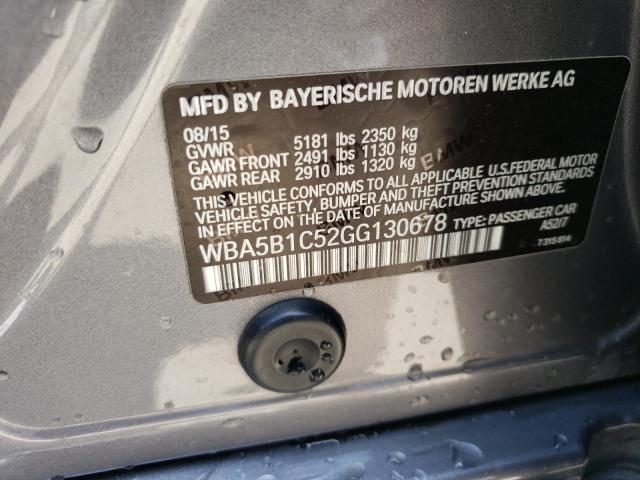 MFD BY BAYERISCHE MOTOREN WERKE AG
08/15
GVWR 5181 lbs 2350 kg
GAWR FRONT 2491 lbs 1130 kg
GAWR REAR 2910 lbs 1320 kg
THIS VEHICLE CONFORMS TO ALL APPLICABLE U.S. FEDERAL MOTOR
VEHICLE SAFETY, BUMPER, AND THEFT PREVENTION STANDARDS
IN EFFECT ON THE DATE OF MANUFACTURE SHOWN ABOVE.
WBA5B1C52GG130678 TYPE: PASSENGER CAR
A52/7
7315614